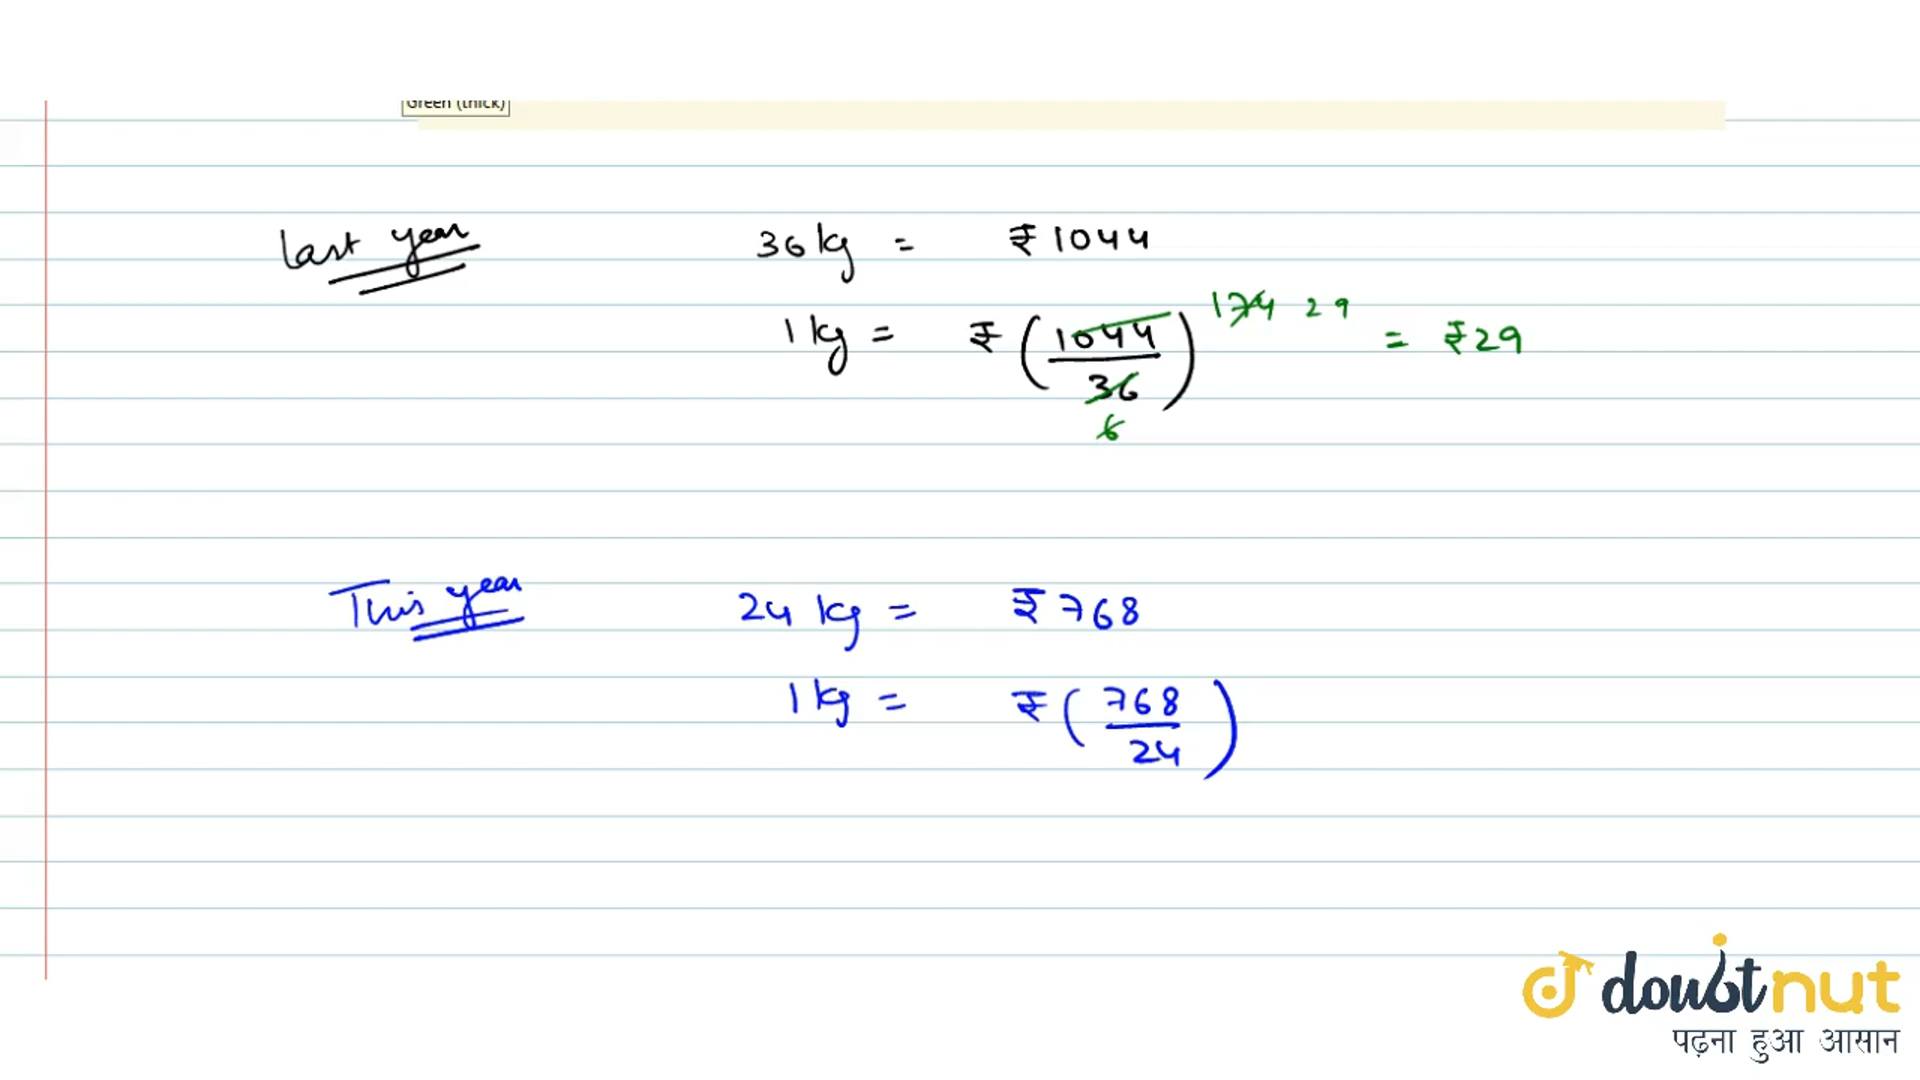 Green (thick)
Last year 36 kg = ₹ 1044
1 kg = ₹ (1044/36) 174 29 = ₹ 29
6
This year 24 kg = ₹ 768
1 kg = ₹ (768/24)
doubtnut
पढ़ना हुआ आसान